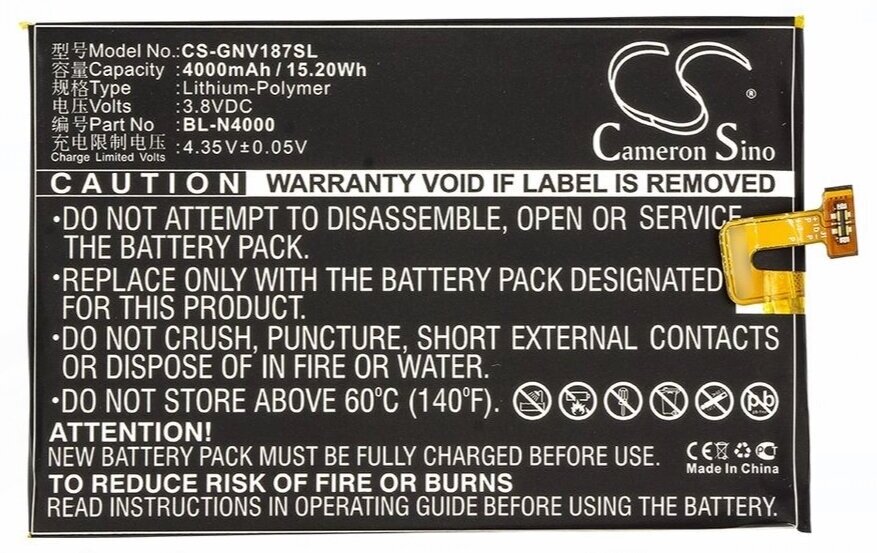 型号Model No.:CS-GNV187SL
容量Capacity :4000mAh / 15.20Wh
规格Type :Lithium-Polymer
电压Volts :3.8VDC
编号Part No :BL-N4000
充电限制电压 :4.35V±0.05V
Charge Limited Volts
CS®
Cameron Sino
CAUTION WARRANTY VOID IF LABEL IS REMOVED
•DO NOT ATTEMPT TO DISASSEMBLE, OPEN OR SERVICE
THE BATTERY PACK.
•REPLACE ONLY WITH THE BATTERY PACK DESIGNATED
FOR THIS PRODUCT.
•DO NOT CRUSH, PUNCTURE, SHORT EXTERNAL CONTACTS
OR DISPOSE OF IN FIRE OR WATER.
•DO NOT STORE ABOVE 60°C (140°F).
Pb
ATTENTION!
NEW BATTERY PACK MUST BE FULLY CHARGED BEFORE USE.
CE
Made In China
TO REDUCE RISK OF FIRE OR BURNS
READ INSTRUCTIONS IN OPERATING GUIDE BEFORE USING THE BATTERY.